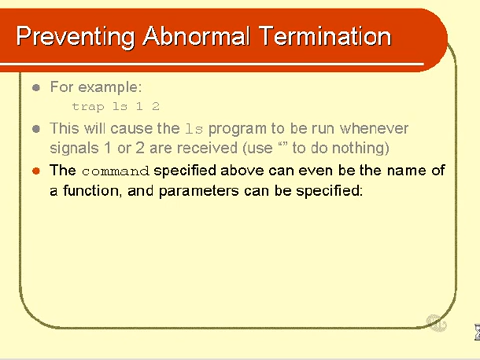 Preventing Abnormal Termination
For example:
trap ls 1 2
This will cause the ls program to be run whenever
signals 1 or 2 are received (use “” to do nothing)
The command specified above can even be the name of
a function, and parameters can be specified: